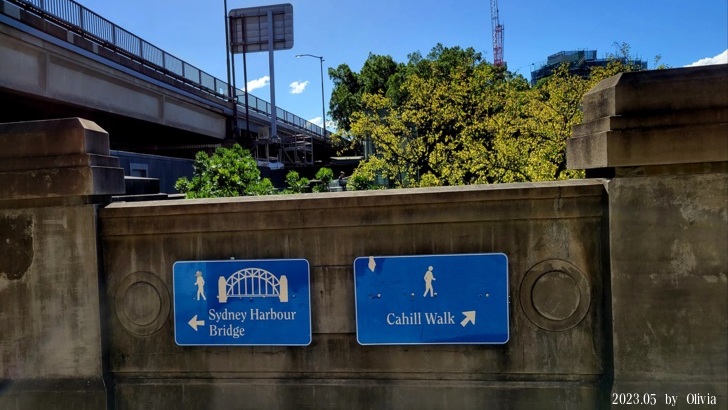 Sydney Harbour
Bridge
Cahill Walk
2023.05 by Olivia